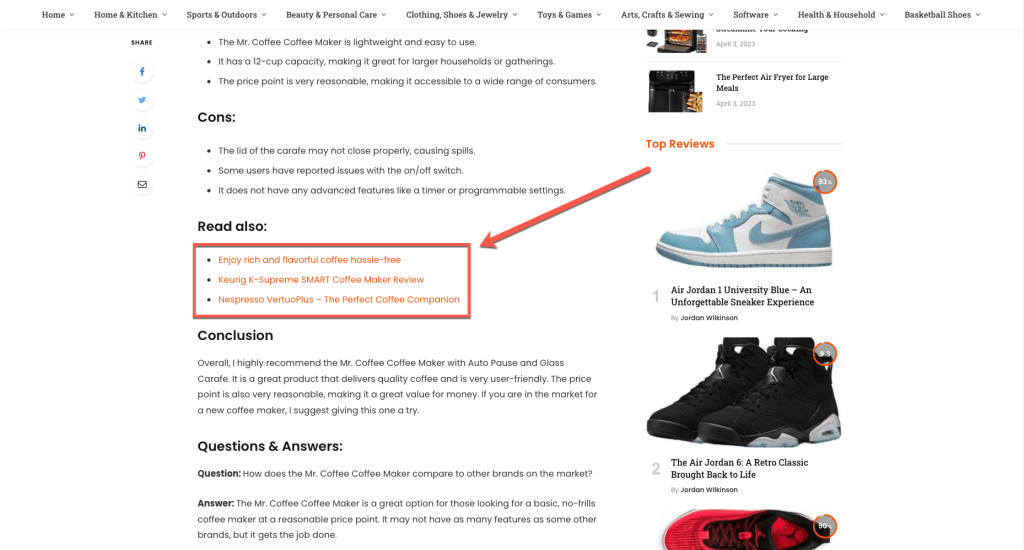 Home
Home & Kitchen
Sports & Outdoors
Beauty & Personal Care
Clothing, Shoes & Jewelry
Toys & Games
Arts, Crafts & Sewing
Software
Health & Household
Basketball Shoes
SHARE
The Mr. Coffee Coffee Maker is lightweight and easy to use.
It has a 12-cup capacity, making it great for larger households or gatherings.
The price point is very reasonable, making it accessible to a wide range of consumers.
Cons:
The lid of the carafe may not close properly, causing spills.
Some users have reported issues with the on/off switch.
It does not have any advanced features like a timer or programmable settings.
Read also:
Enjoy rich and flavorful coffee hassle-free
Keurig K-Supreme SMART Coffee Maker Review
Nespresso VertuoPlus – The Perfect Coffee Companion
Conclusion
Overall, I highly recommend the Mr. Coffee Coffee Maker with Auto Pause and Glass
Carafe. It is a great product that delivers quality coffee and is very user-friendly. The price
point is also very reasonable, making it a great value for money. If you are in the market for
a new coffee maker, I suggest giving this one a try.
Questions & Answers:
Question: How does the Mr. Coffee Coffee Maker compare to other brands on the market?
Answer: The Mr. Coffee Coffee Maker is a great option for those looking for a basic, no-frills
coffee maker at a reasonable price point. It may not have as many features as some other
brands, but it gets the job done.
Streamline Your Cooking
April 3, 2023
The Perfect Air Fryer for Large
Meals
April 3, 2023
Top Reviews
93%
1
Air Jordan 1 University Blue – An
Unforgettable Sneaker Experience
By Jordan Wilkinson
9.3
2
The Air Jordan 6: A Retro Classic
Brought Back to Life
By Jordan Wilkinson
90%